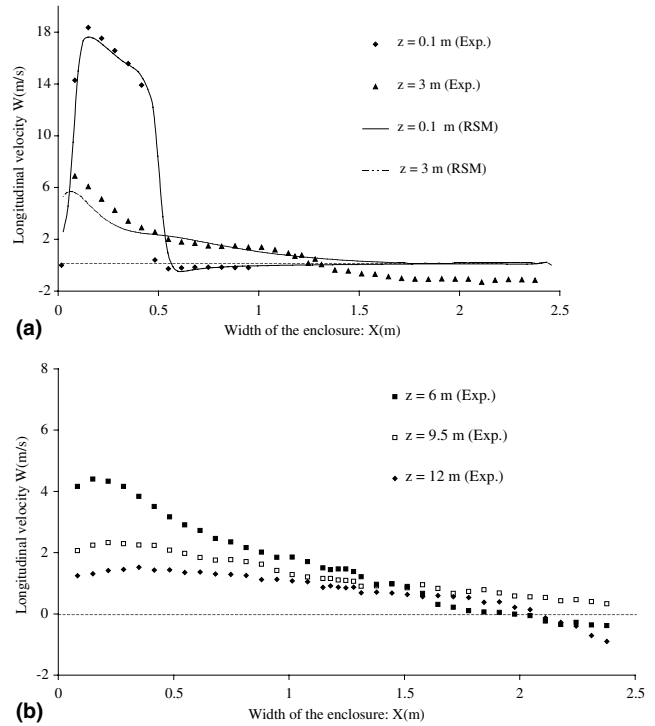 18
14
10
6
2
-2
Longitudinal velocity W(m/s)
z = 0.1 m (Exp.)
z = 3 m (Exp.)
z = 0.1 m (RSM)
z = 3 m (RSM)
0 0.5 1 1.5 2 2.5
(a)
Width of the enclosure: X(m)
8
6
4
2
0
-2
Longitudinal velocity W(m/s)
z = 6 m (Exp.)
z = 9.5 m (Exp.)
z = 12 m (Exp.)
0 0.5 1 1.5 2 2.5
(b)
Width of the enclosure: X(m)